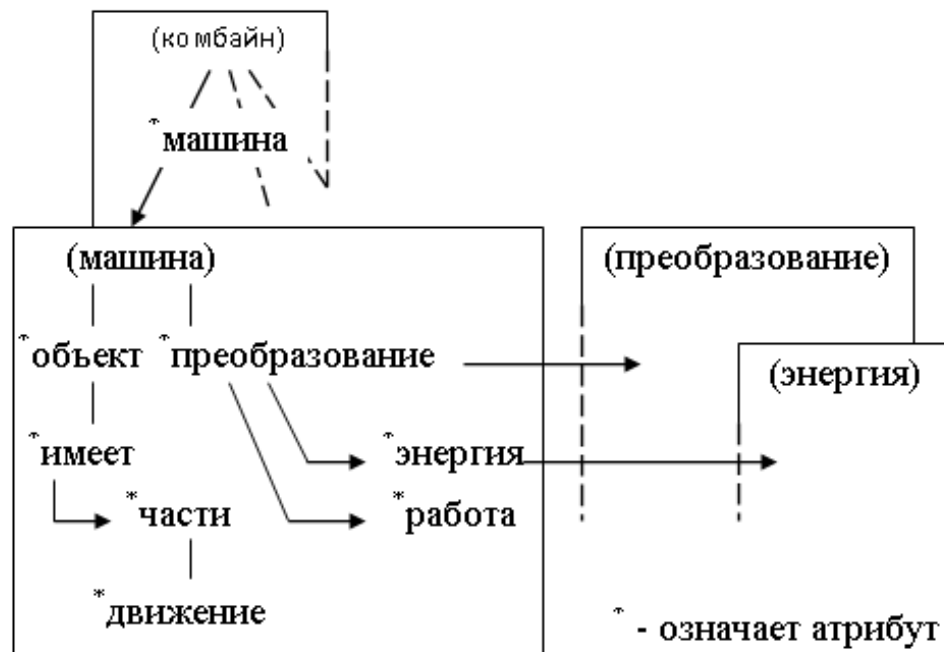 (комбайн)
*машина
(машина)
(преобразование)
*объект *преобразование
(энергия)
*имеет
*энергия
*части
*работа
*движение
* - означает атрибут